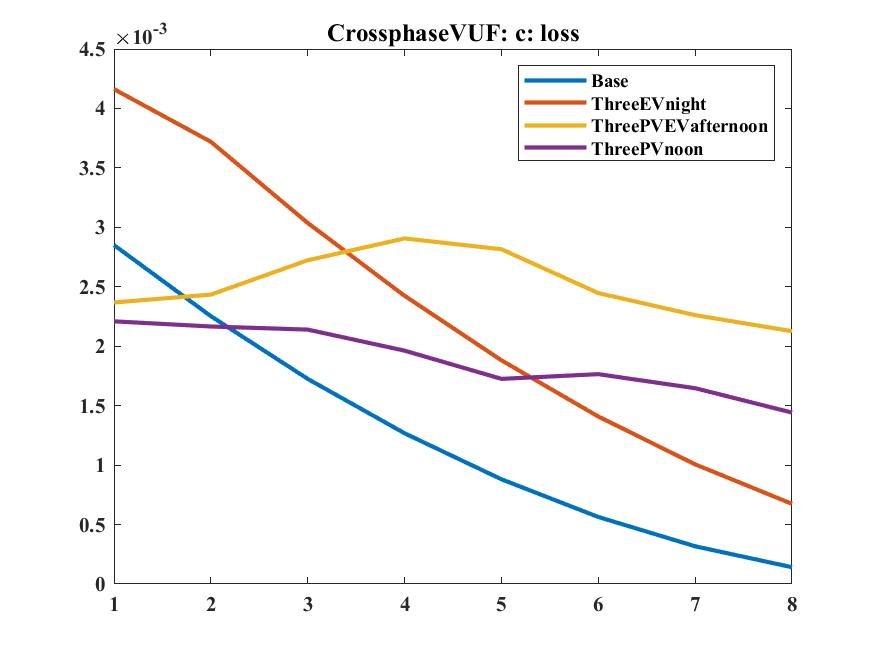 ×10-3
CrossphaseVUF: c: loss
4.5
4
3.5
3
2.5
2
1.5
1
0.5
0
Base
ThreeEVnight
ThreePVEVafternoon
ThreePVnoon
1 2 3 4 5 6 7 8